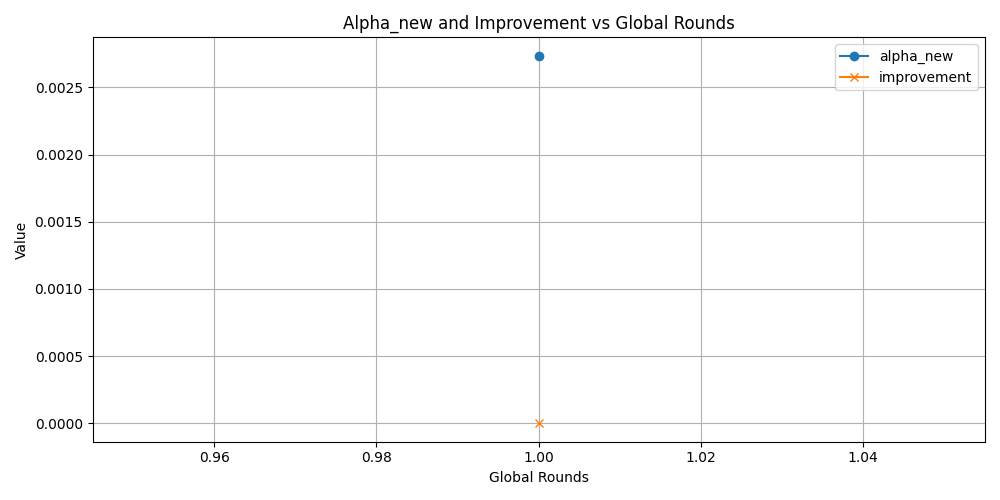 Alpha_new and Improvement vs Global Rounds
alpha_new
improvement
Value
0.0025
0.0020
0.0015
0.0010
0.0005
0.0000
0.96
0.98
1.00
1.02
1.04
Global Rounds